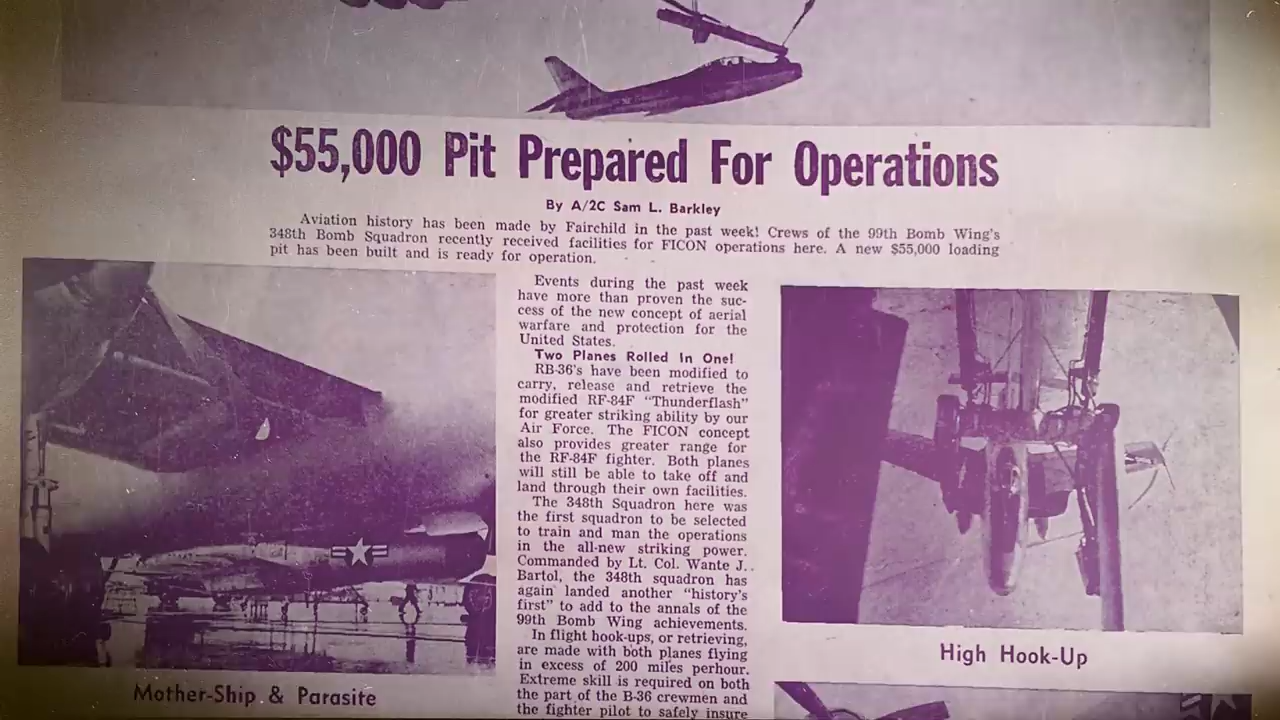 $55,000 Pit Prepared For Operations
By A/2C Sam L. Barkley
Aviation history has been made by Fairchild in the past week! Crews of the 99th Bomb Wing's
348th Bomb Squadron recently received facilities for FICON operations here. A new $55,000 loading
pit has been built and is ready for operation.
Events during the past week
have more than proven the suc-
cess of the new concept of aerial
warfare and protection for the
United States.
Two Planes Rolled In One!
RB-36's have been modified to
carry, release and retrieve the
modified RF-84F "Thunderflash"
for greater striking ability by our
Air Force. The FICON concept
also provides greater range for
the RF-84F fighter. Both planes
will still be able to take off and
land through their own facilities.
The 348th Squadron here was
the first squadron to be selected
to train and man the operations
in the all-new striking power.
Commanded by Lt. Col. Wante J.
Bartol, the 348th squadron has
again landed another "history's
first" to add to the annals of the
99th Bomb Wing achievements.
In flight hook-ups, or retrieving,
are made with both planes flying
in excess of 200 miles perhour.
Extreme skill is required on both
the part of the B-36 crewmen and
the fighter pilot to safely insure
Mother-Ship & Parasite
High Hook-Up